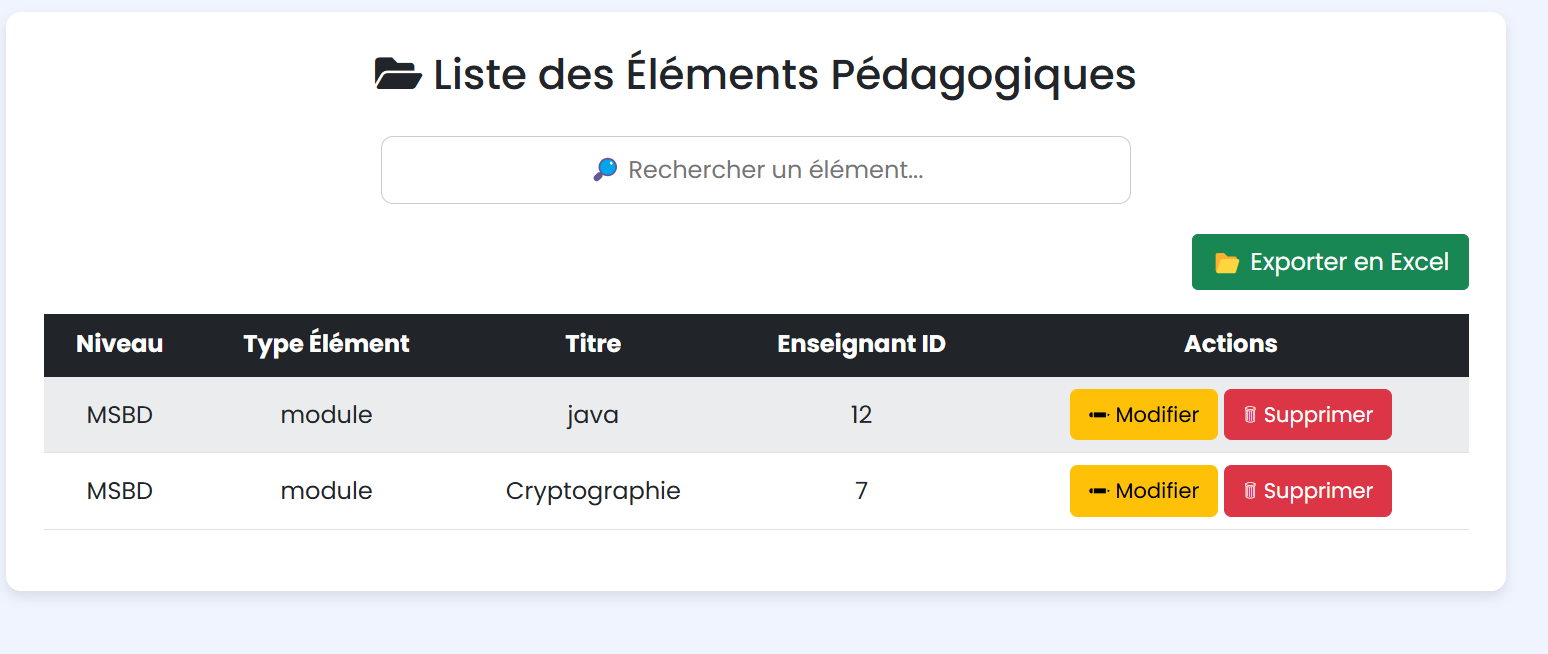 Liste des Éléments Pédagogiques
🔎 Rechercher un élément...
📂 Exporter en Excel
Niveau Type Élément Titre Enseignant ID Actions
MSBD module java 12 Modifier Supprimer
MSBD module Cryptographie 7 Modifier Supprimer